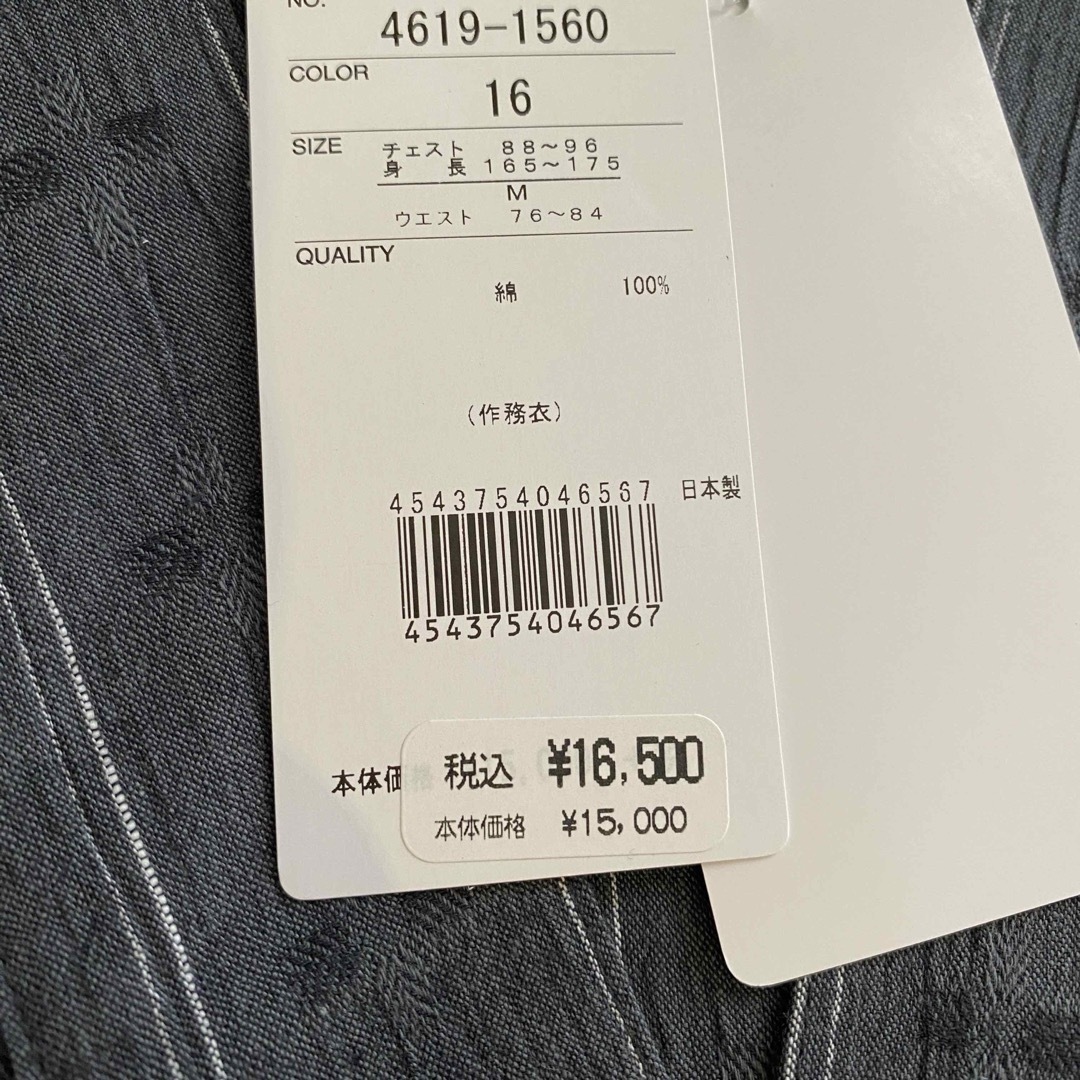 NO.
4619-1560
COLOR
16
SIZE
チェスト 88~96
身 長 165~175
M
ウエスト 76~84
QUALITY
綿 100%
(作務衣)
4543754046567 日本製
4543754046567
本体価
税込 ¥16,500
本体価格 ¥15,000